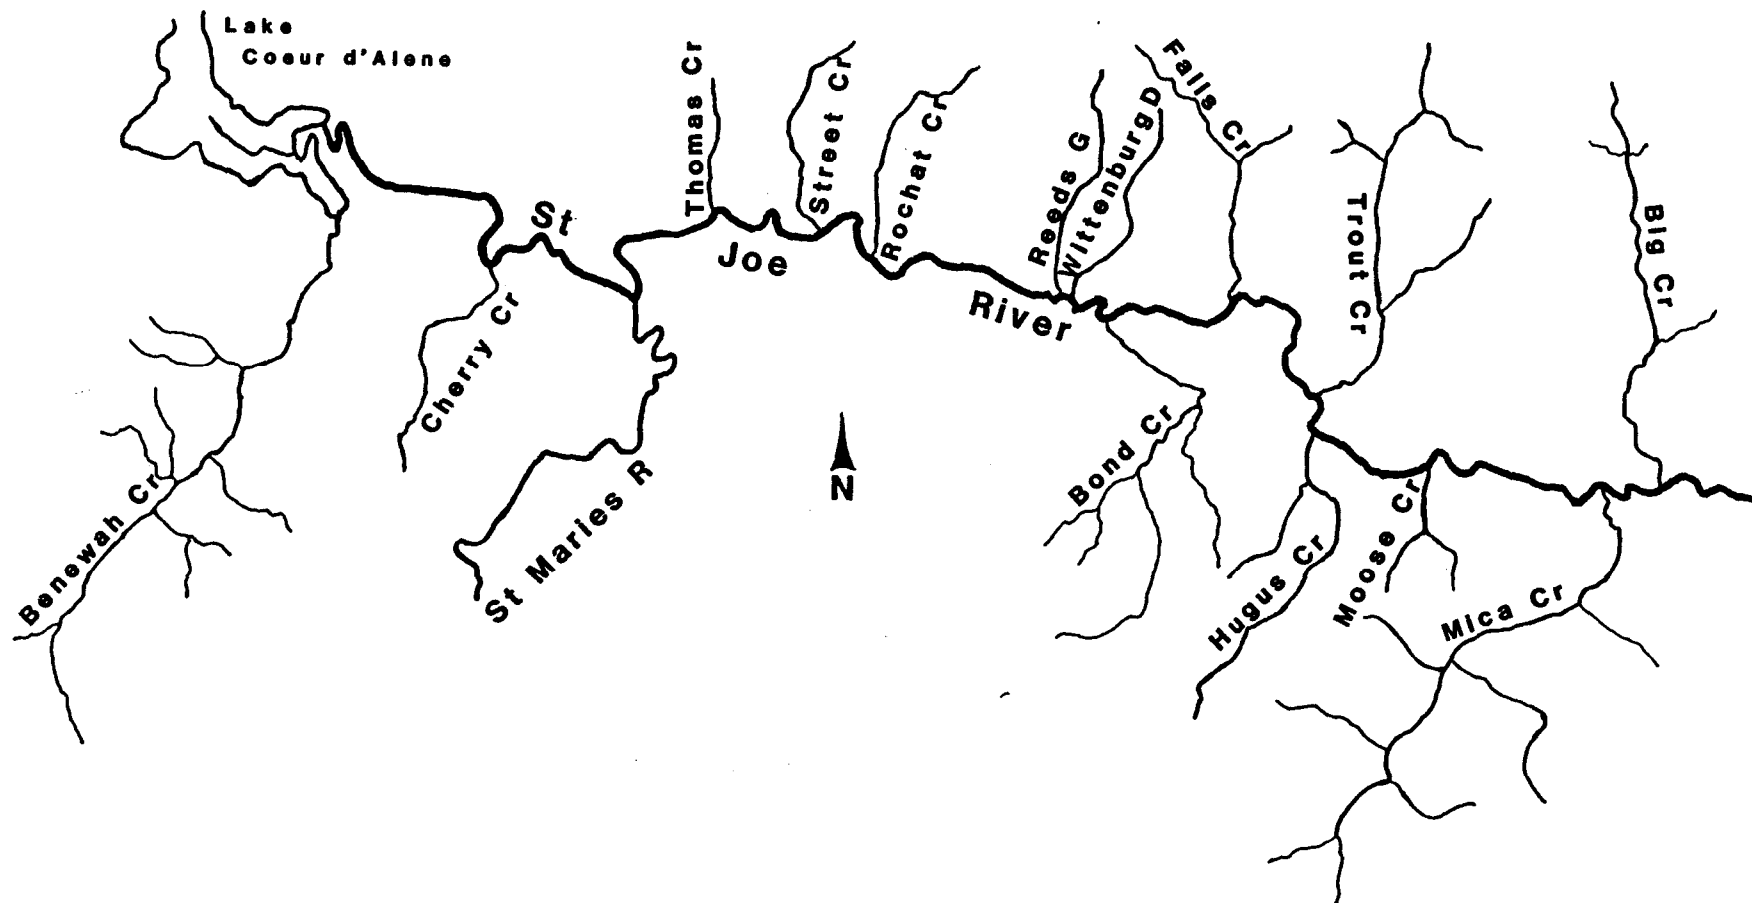 Lake
Coeur d'Alene
Thomas Cr
Street Cr
Rochat Cr
Reeds G
Wittenburg D
Falls Cr
Trout Cr
Big Cr
St
Joe
River
Cherry Cr
St Maries R
Benewah Cr
N
Bond Cr
Hugus Cr
Moose Cr
Mica Cr